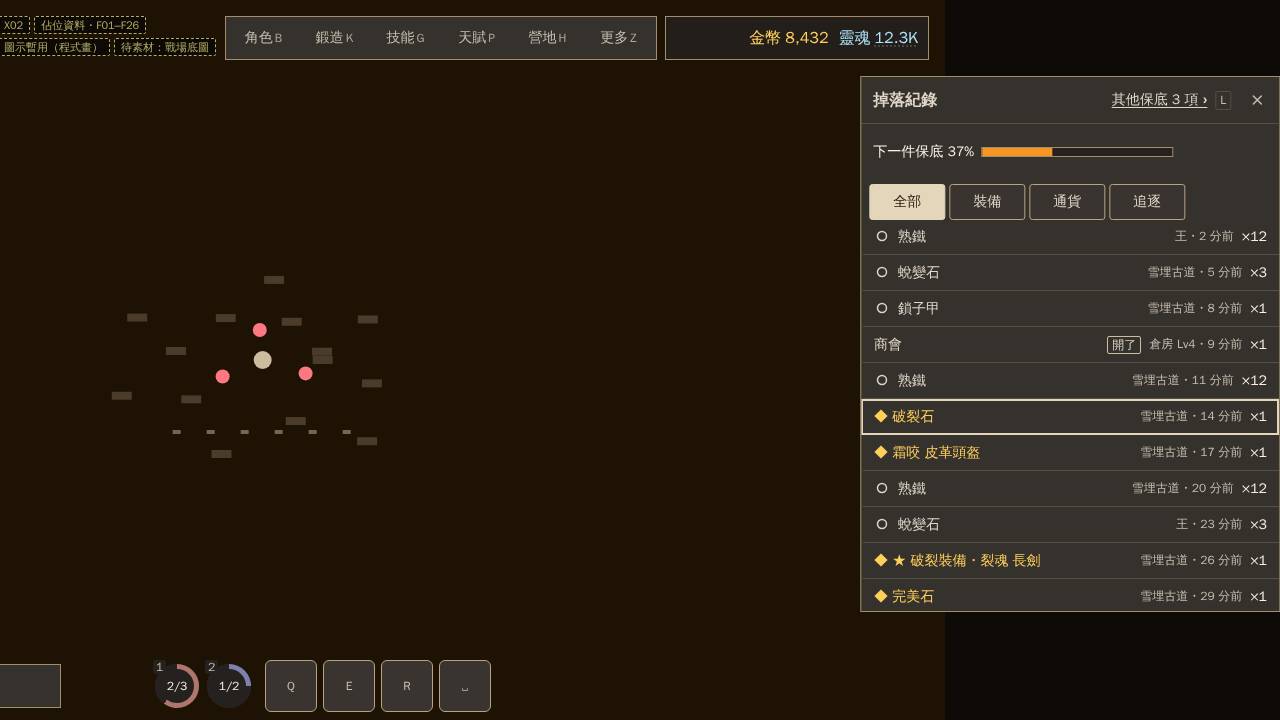 X02 佔位資料・F01–F26
圖示暫用（程式畫） 待素材：戰場底圖
角色B 鍛造K 技能G 天賦P 營地H 更多Z
金幣 8,432 靈魂 12.3K
掉落紀錄 其他保底 3 項 › L ×
下一件保底 37%
全部 裝備 通貨 追逐
熟鐵 王・2 分前 ×12
蛻變石 雪埋古道・5 分前 ×3
鎖子甲 雪埋古道・8 分前 ×1
商會 開了 倉房 Lv4・9 分前 ×1
熟鐵 雪埋古道・11 分前 ×12
◆ 破裂石 雪埋古道・14 分前 ×1
◆ 霜咬 皮革頭盔 雪埋古道・17 分前 ×1
熟鐵 雪埋古道・20 分前 ×12
蛻變石 王・23 分前 ×3
◆ ★ 破裂裝備・裂魂 長劍 雪埋古道・26 分前 ×1
◆ 完美石 雪埋古道・29 分前 ×1
1 2/3 2 1/2 Q E R ␣